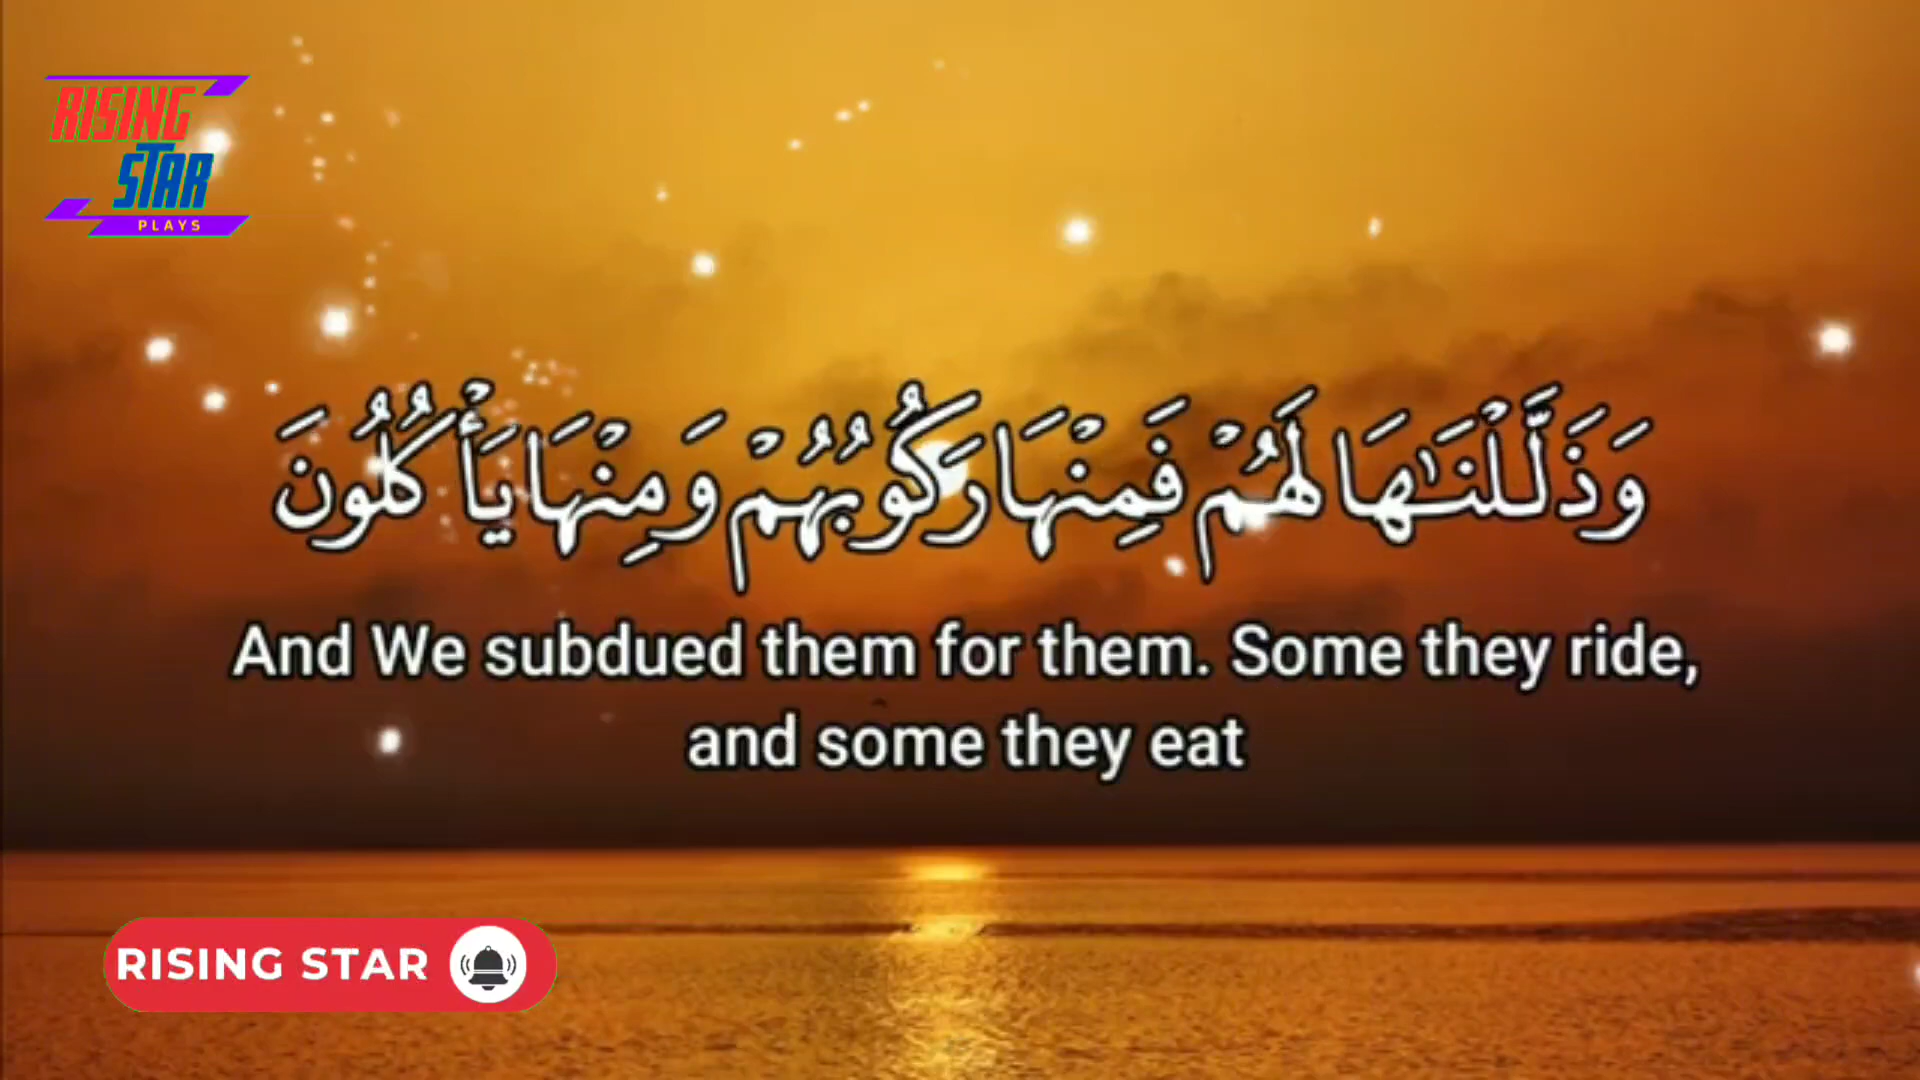 RISING
STAR
PLAYS
وَذَلَّلْنَٰهَا لَهُمْ فَمِنْهَا رَكُوبُهُمْ وَمِنْهَا يَأْكُلُونَ
And We subdued them for them. Some they ride,
and some they eat
RISING STAR